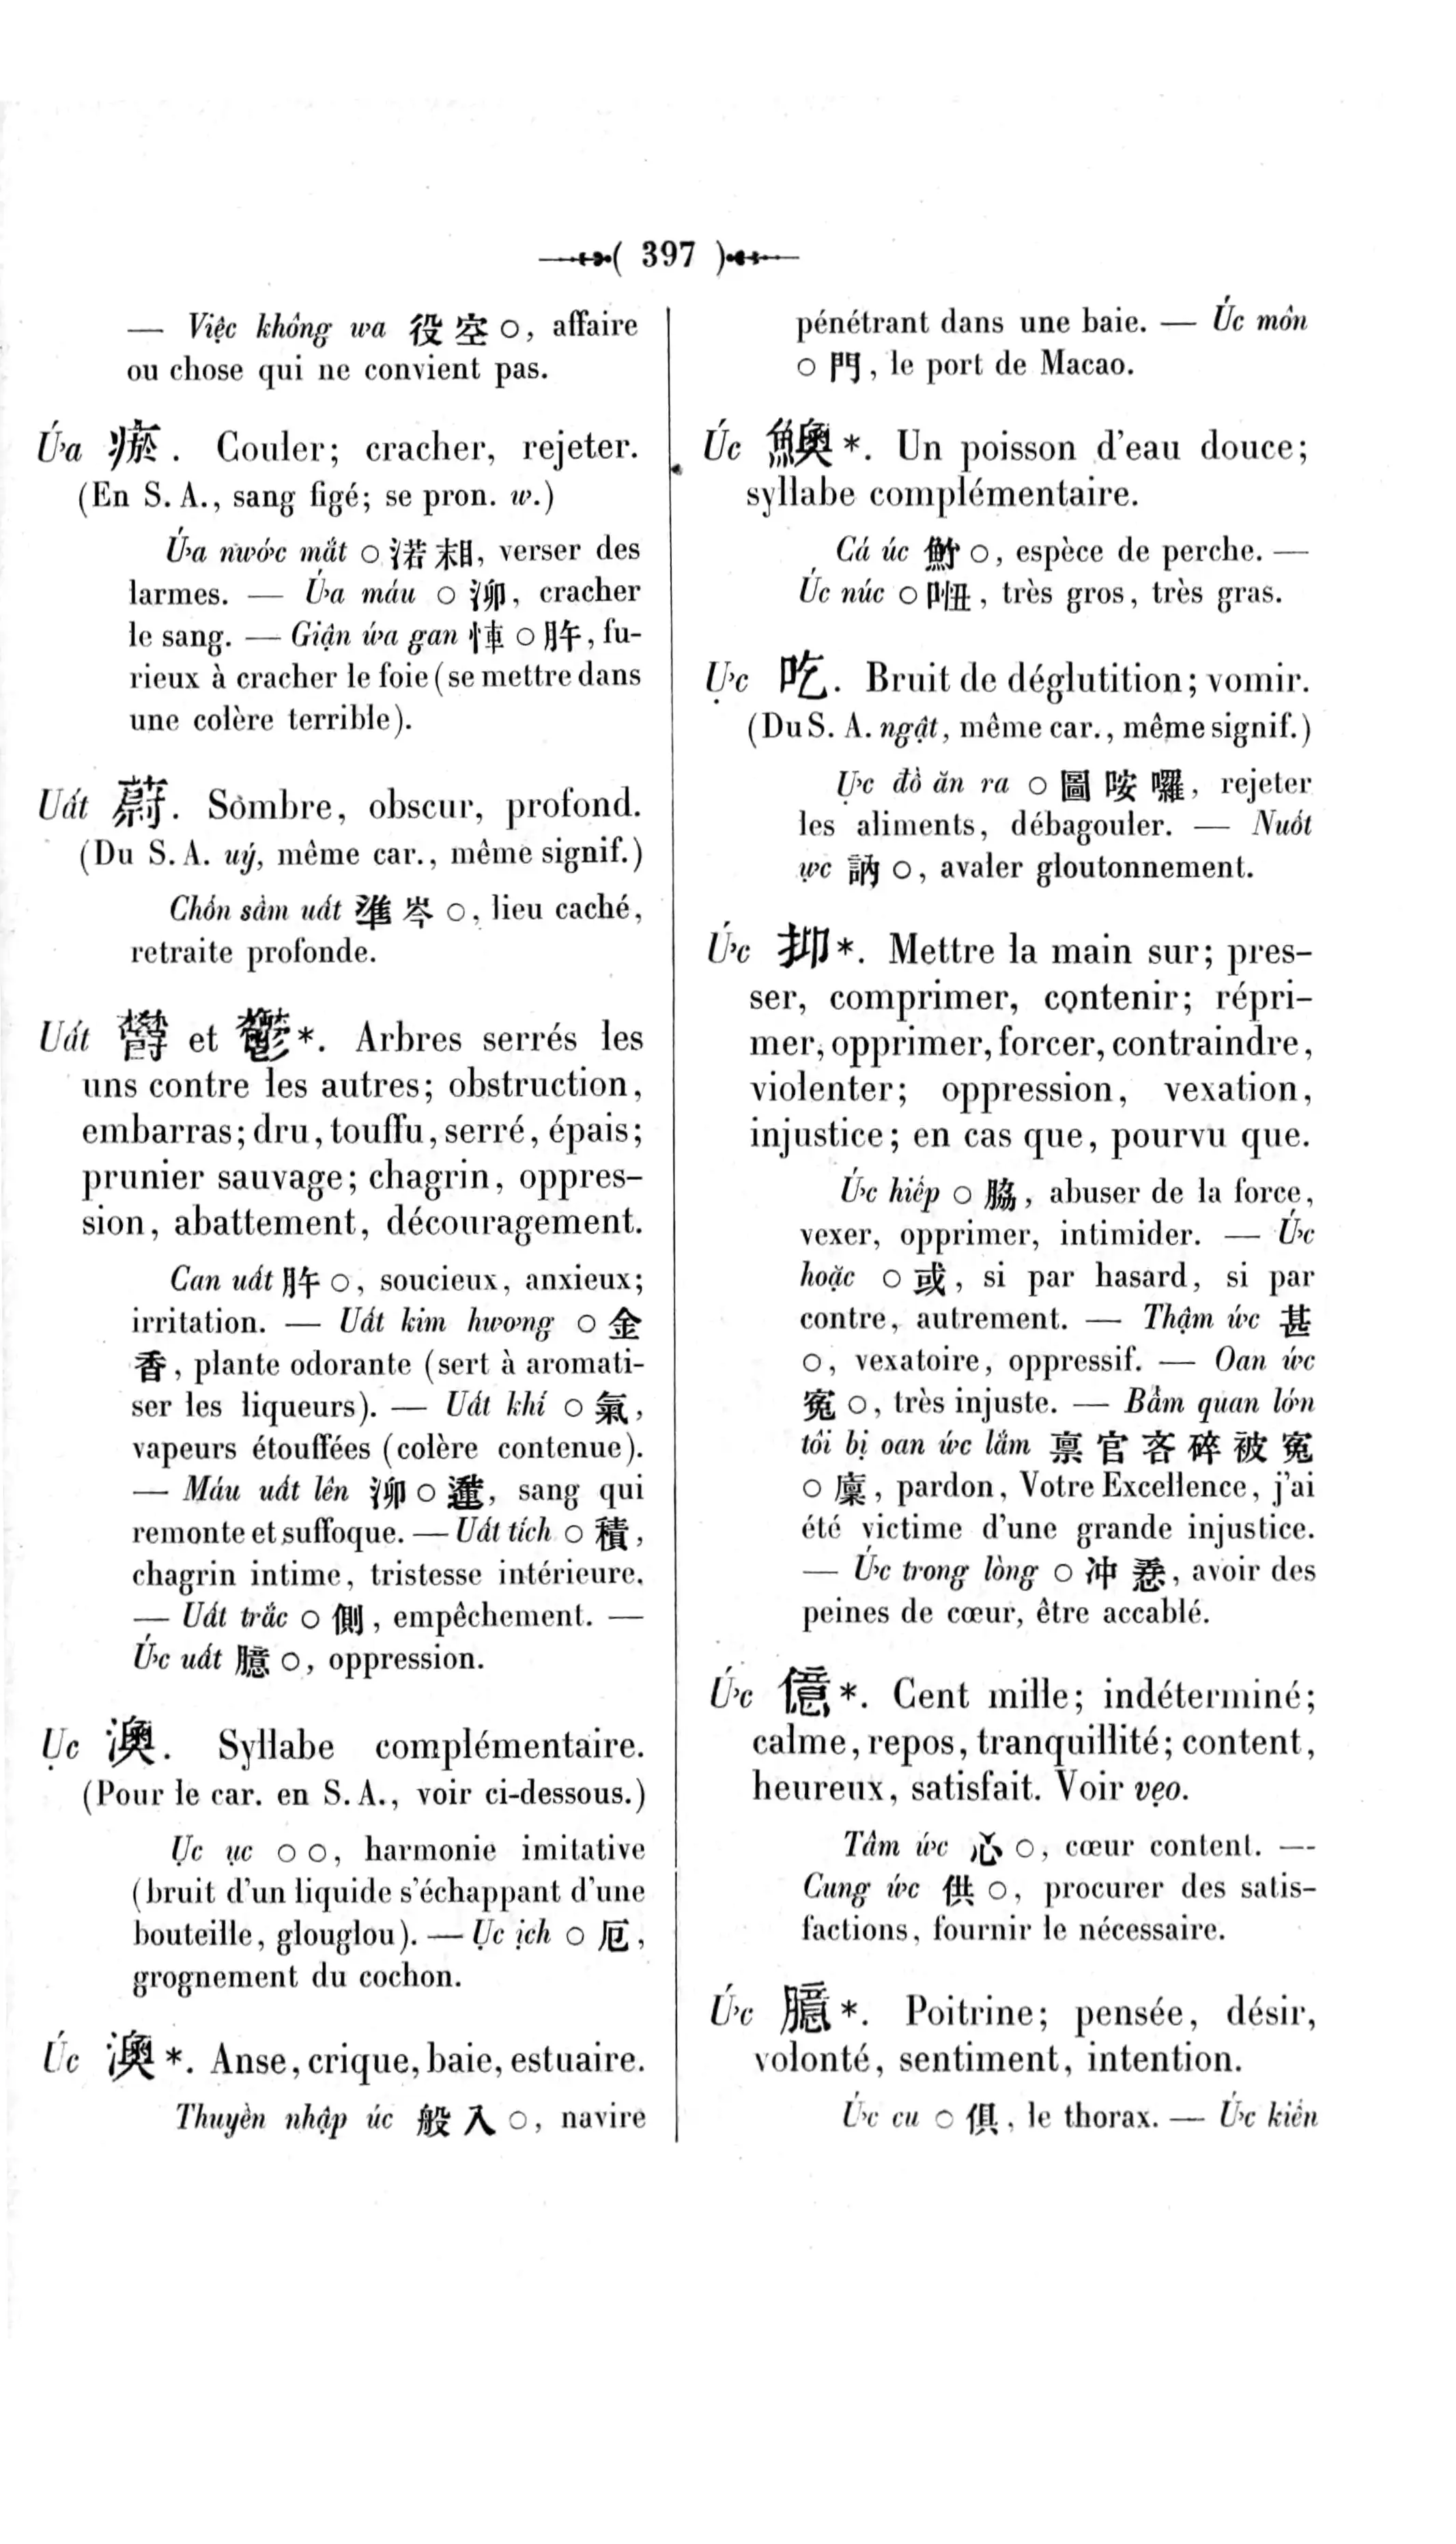 ( 397 )
— Việc không ưa 役空○, affaire
ou chose qui ne convient pas.
Ứa 瘀. Couler; cracher, rejeter.
(En S. A., sang figé; se pron. ư.)
Ứa nước mắt ○渃𬑉, verser des
larmes. — Ứa máu ○泖, cracher
le sang. — Giận ứa gan ○肝, fu-
rieux à cracher le foie (se mettre dans
une colère terrible).
Uất 蔚. Sombre, obscur, profond.
(Du S. A. uý, même car., même signif.)
Chốn sầm uất 準岑○, lieu caché,
retraite profonde.
Uất et 鬱*. Arbres serrés les
uns contre les autres; obstruction,
embarras; dru, touffu, serré, épais;
prunier sauvage; chagrin, oppres-
sion, abattement, découragement.
Can uất 肝○, soucieux, anxieux;
irritation. — Uất kim hương ○金
香, plante odorante (sert à aromati-
ser les liqueurs). — Uất khí ○氣,
vapeurs étouffées (colère contenue).
— Máu uất lên 泖○, sang qui
remonte et suffoque. — Uất tích ○積,
chagrin intime, tristesse intérieure.
— Uất trắc ○側, empêchement. —
Ức uất 臆○, oppression.
Ục 澳. Syllabe complémentaire.
(Pour le car. en S. A., voir ci-dessous.)
Ục ục ○○, harmonie imitative
(bruit d'un liquide s'échappant d'une
bouteille, glouglou). — Ục ịch ○厄,
grognement du cochon.
Úc 澳*. Anse, crique, baie, estuaire.
Thuyền nhập úc 般入○, navire
pénétrant dans une baie. — Úc môn
○門, le port de Macao.
Úc 䱋*. Un poisson d'eau douce;
syllabe complémentaire.
Cá úc ○, espèce de perche. —
Úc núc ○吜, très gros, très gras.
Ực 吃. Bruit de déglutition; vomir.
(Du S. A. ngật, même car., même signif.)
Ực đồ ăn ra ○圖咹囉, rejeter
les aliments, débagouler. — Nuốt
ực 訥○, avaler gloutonnement.
Ức 抑*. Mettre la main sur; pres-
ser, comprimer, contenir; répri-
mer, opprimer, forcer, contraindre,
violenter; oppression, vexation,
injustice; en cas que, pourvu que.
Ức hiếp ○脇, abuser de la force,
vexer, opprimer, intimider. — Ức
hoặc ○或, si par hasard, si par
contre, autrement. — Thậm ức 甚
○, vexatoire, oppressif. — Oan ức
冤○, très injuste. — Bẩm quan lớn
tôi bị oan ức lắm 禀官吝碎被冤
○廩, pardon, Votre Excellence, j'ai
été victime d'une grande injustice.
— Ức trong lòng ○冲, avoir des
peines de cœur, être accablé.
Ức 億*. Cent mille; indéterminé;
calme, repos, tranquillité; content,
heureux, satisfait. Voir vẹo.
Tâm ức 心○, cœur content. —
Cung ức 供○, procurer des satis-
factions, fournir le nécessaire.
Ức 臆*. Poitrine; pensée, désir,
volonté, sentiment, intention.
Ức cu ○俱, le thorax. — Ức kiến